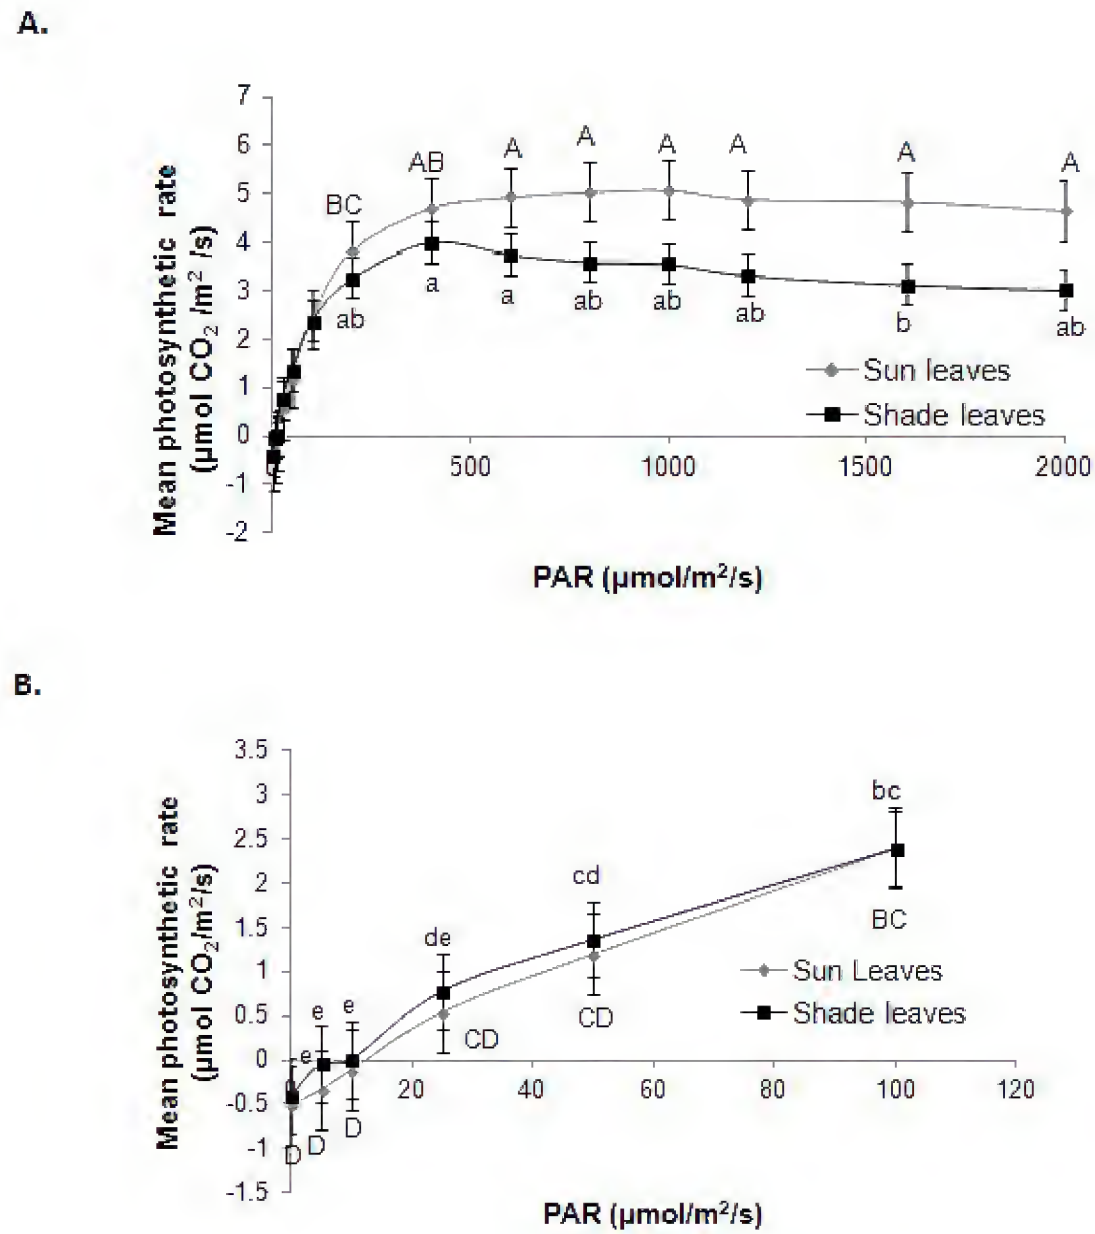 A.
Mean photosynthetic rate
(µmol CO2 /m2 /s)
7
6
5
4
3
2
1
0
-1
-2
BC
AB
A
A
A
A
A
A
ab
a
a
ab
ab
ab
b
ab
Sun leaves
Shade leaves
500
1000
1500
2000
PAR (µmol/m2/s)
B.
Mean photosynthetic rate
(µmol CO2/m2/s)
3.5
3
2.5
2
1.5
1
0.5
0
-0.5
-1
-1.5
e
e
e
de
cd
bc
D
D
D
CD
CD
BC
Sun Leaves
Shade leaves
20
40
60
80
100
120
PAR (µmol/m2/s)